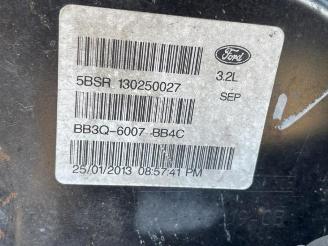 Ford
5BSR 130250027
3.2L
SEP
BB3Q-6007-BB4C
25/01/2013 08:57:41 PM